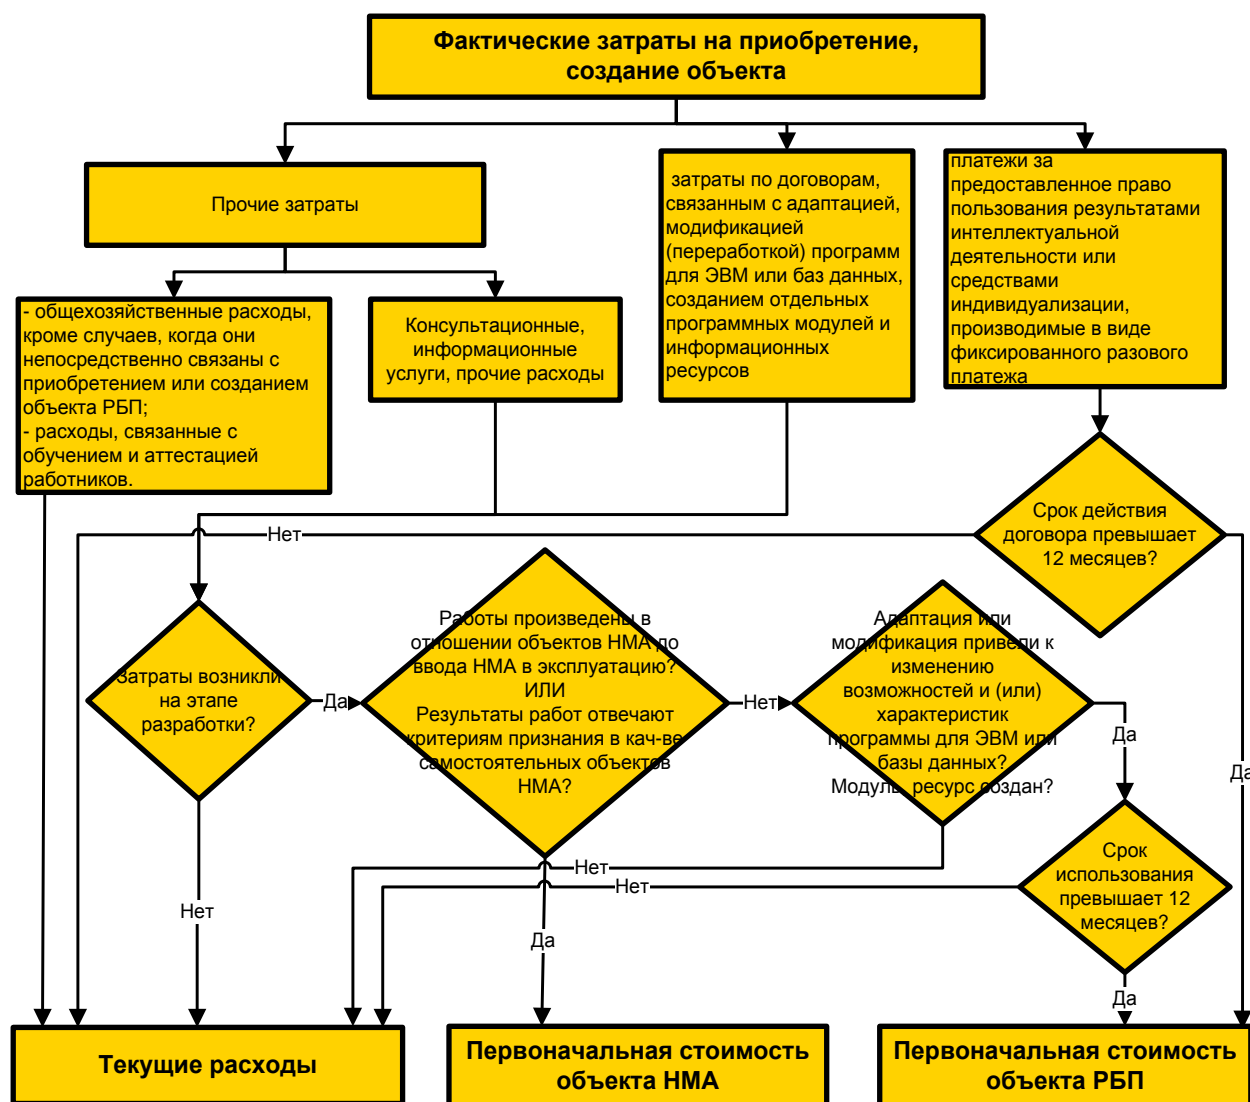 Фактические затраты на приобретение,
создание объекта
Прочие затраты
затраты по договорам,
связанным с адаптацией,
модификацией
(переработкой) программ
для ЭВМ или баз данных,
созданием отдельных
программных модулей и
информационных
ресурсов
платежи за
предоставленное право
пользования результатами
интеллектуальной
деятельности или
средствами
индивидуализации,
производимые в виде
фиксированного разового
платежа
- общехозяйственные расходы,
кроме случаев, когда они
непосредственно связаны с
приобретением или созданием
объекта РБП;
- расходы, связанные с
обучением и аттестацией
работников.
Консультационные,
информационные
услуги, прочие расходы
Срок действия
договора превышает
12 месяцев?
Нет
Да
Затраты возникли
на этапе
разработки?
Да
Нет
Работы произведены в
отношении объектов НМА до
ввода НМА в эксплуатацию?
ИЛИ
Результаты работ отвечают
критериям признания в кач-ве
самостоятельных объектов
НМА?
Нет
Да
Адаптация или
модификация привели к
изменению
возможностей и (или)
характеристик
программы для ЭВМ или
базы данных?
Модуль, ресурс создан?
Да
Нет
Срок
использования
превышает 12
месяцев?
Нет
Да
Текущие расходы
Первоначальная стоимость
объекта НМА
Первоначальная стоимость
объекта РБП